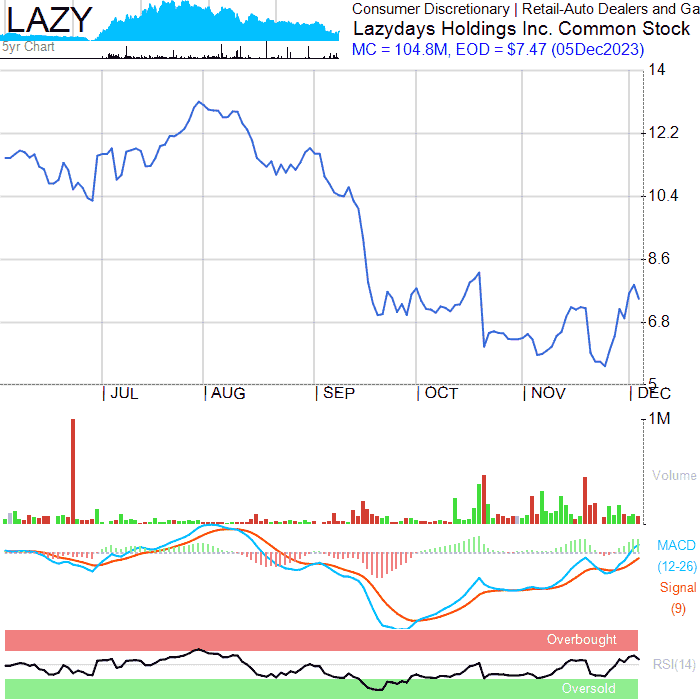 LAZY
5yr Chart
Consumer Discretionary | Retail-Auto Dealers and Ga
Lazydays Holdings Inc. Common Stock
MC = 104.8M, EOD = $7.47 (05Dec2023)
14
12.2
10.4
8.6
6.8
5
| JUL
| AUG
| SEP
| OCT
| NOV
| DEC
1M
Volume
MACD
(12-26)
Signal
(9)
Overbought
RSI(14)
Oversold